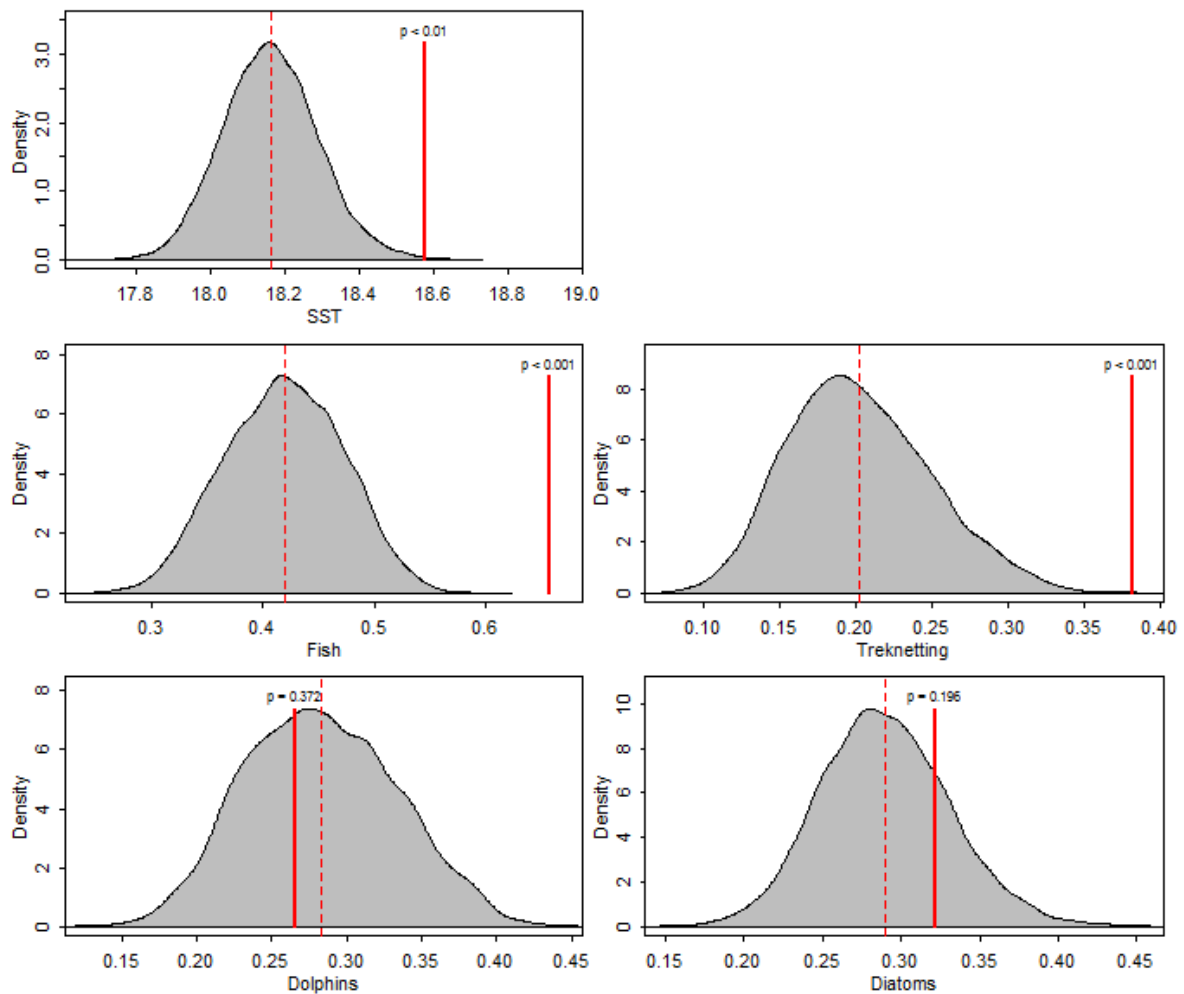 p < 0.01
Density
0.0 1.0 2.0 3.0
17.8 18.0 18.2 18.4 18.6 18.8 19.0
SST
p < 0.001
Density
0 2 4 6 8
0.3 0.4 0.5 0.6
Fish
p < 0.001
Density
0 2 4 6 8
0.10 0.15 0.20 0.25 0.30 0.35 0.40
Treknetting
p = 0.372
Density
0 2 4 6 8
0.15 0.20 0.25 0.30 0.35 0.40 0.45
Dolphins
p = 0.196
Density
0 2 4 6 8 10
0.15 0.20 0.25 0.30 0.35 0.40 0.45
Diatoms